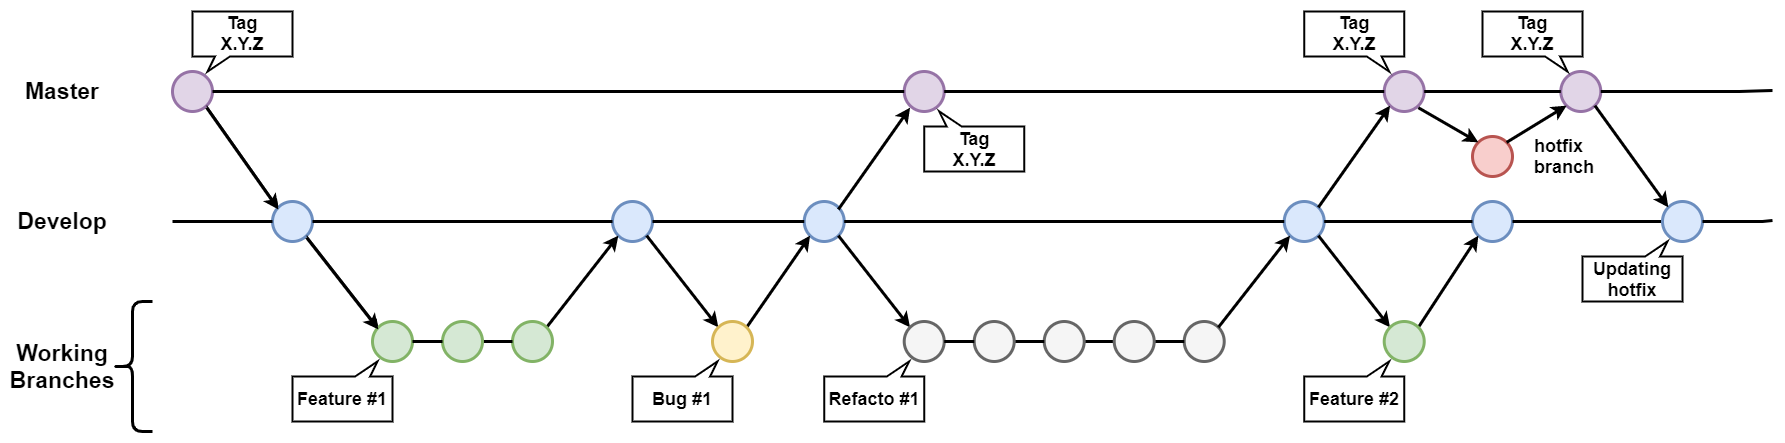 Tag
X.Y.Z
Tag
X.Y.Z
Tag
X.Y.Z
Master
Tag
X.Y.Z
hotfix
branch
Develop
Updating
hotfix
Working
Branches
Feature #1
Bug #1
Refacto #1
Feature #2